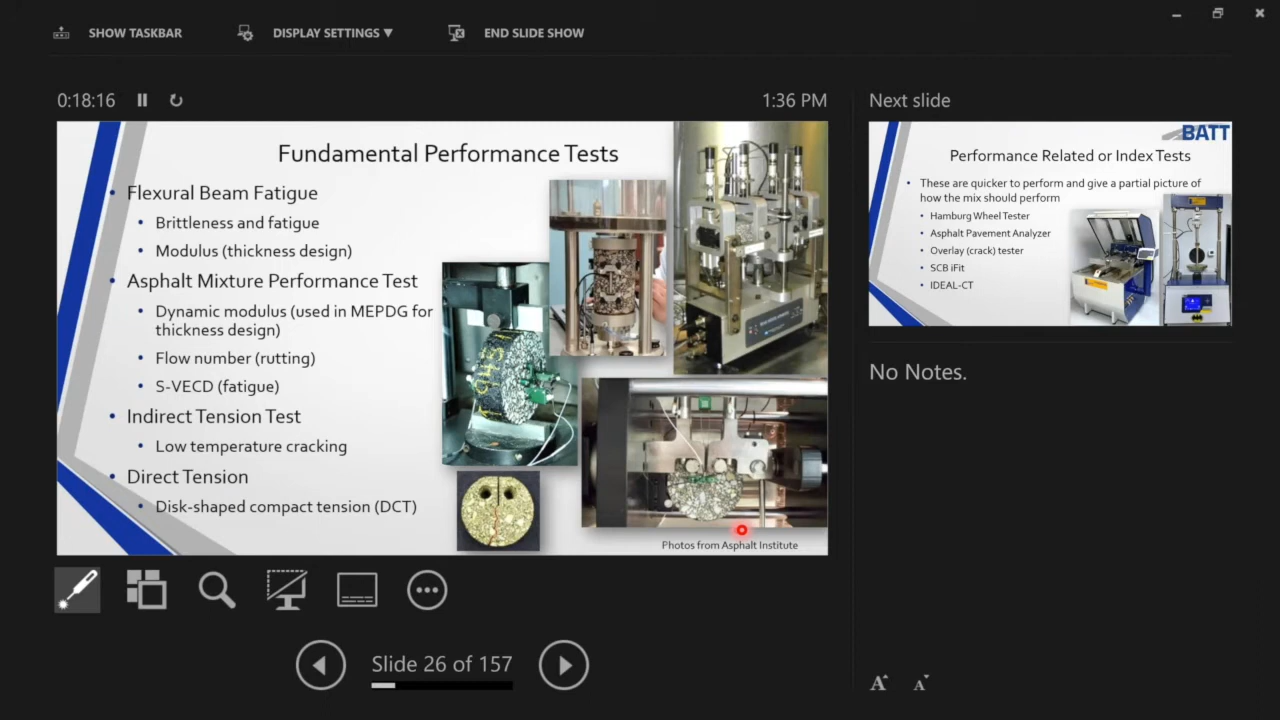 SHOW TASKBAR
DISPLAY SETTINGS ▼
END SLIDE SHOW
0:18:16
1:36 PM
Fundamental Performance Tests
• Flexural Beam Fatigue
• Brittleness and fatigue
• Modulus (thickness design)
• Asphalt Mixture Performance Test
• Dynamic modulus (used in MEPDG for
thickness design)
• Flow number (rutting)
• S-VECD (fatigue)
• Indirect Tension Test
• Low temperature cracking
• Direct Tension
• Disk-shaped compact tension (DCT)
Photos from Asphalt Institute
Slide 26 of 157
Next slide
BATT
Performance Related or Index Tests
• These are quicker to perform and give a partial picture of
how the mix should perform
• Hamburg Wheel Tester
• Asphalt Pavement Analyzer
• Overlay (crack) tester
• SCB iFit
• IDEAL-CT
No Notes.
A
A